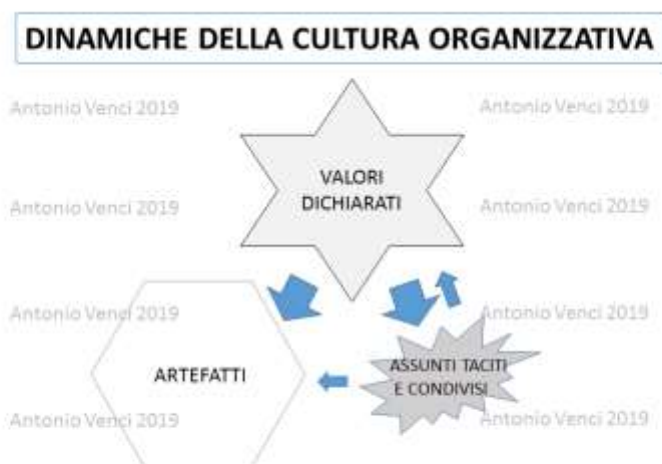 DINAMICHE DELLA CULTURA ORGANIZZATIVA
Antonio Venci 2019
Antonio Venci 2019
VALORI
DICHIARATI
Antonio Venci 2019
Antonio Venci 2019
Antonio Venci 2019
Antonio Venci 2019
ARTEFATTI
ASSUNTI TACITI
E CONDIVISI
Antonio Venci 2019
Antonio Venci 2019